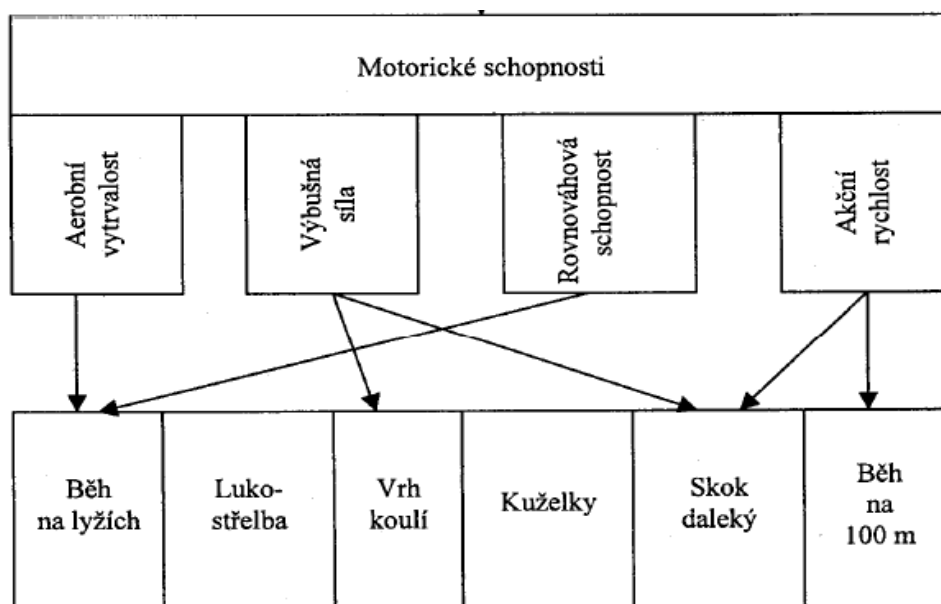 Motorické schopnosti
Aerobní
vytrvalost
Výbušná
síla
Rovnováhová
schopnost
Akční
rychlost
Běh
na lyžích
Luko-
střelba
Vrh
koulí
Kuželky
Skok
daleký
Běh
na
100 m